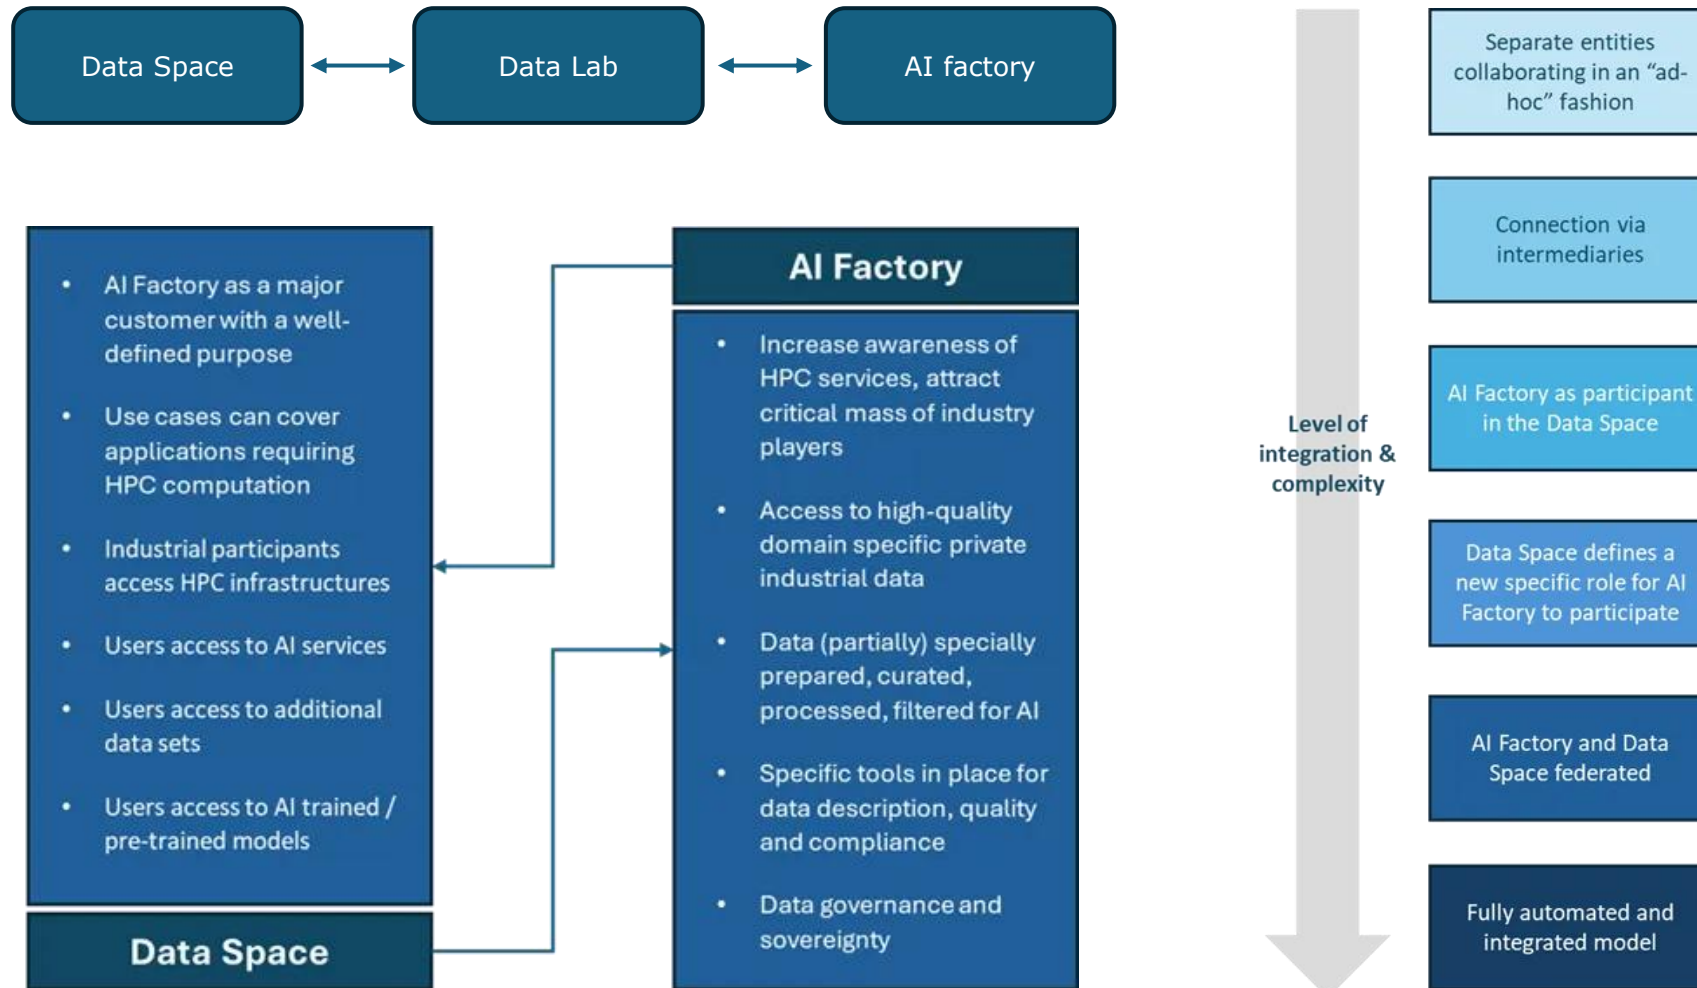 Data Space
Data Lab
AI factory
• AI Factory as a major
customer with a well-
defined purpose
• Use cases can cover
applications requiring
HPC computation
• Industrial participants
access HPC infrastructures
• Users access to AI services
• Users access to additional
data sets
• Users access to AI trained /
pre-trained models
Data Space
AI Factory
• Increase awareness of
HPC services, attract
critical mass of industry
players
• Access to high-quality
domain specific private
industrial data
• Data (partially) specially
prepared, curated,
processed, filtered for AI
• Specific tools in place for
data description, quality
and compliance
• Data governance and
sovereignty
Level of
integration &
complexity
Separate entities
collaborating in an “ad-
hoc” fashion
Connection via
intermediaries
AI Factory as participant
in the Data Space
Data Space defines a
new specific role for AI
Factory to participate
AI Factory and Data
Space federated
Fully automated and
integrated model